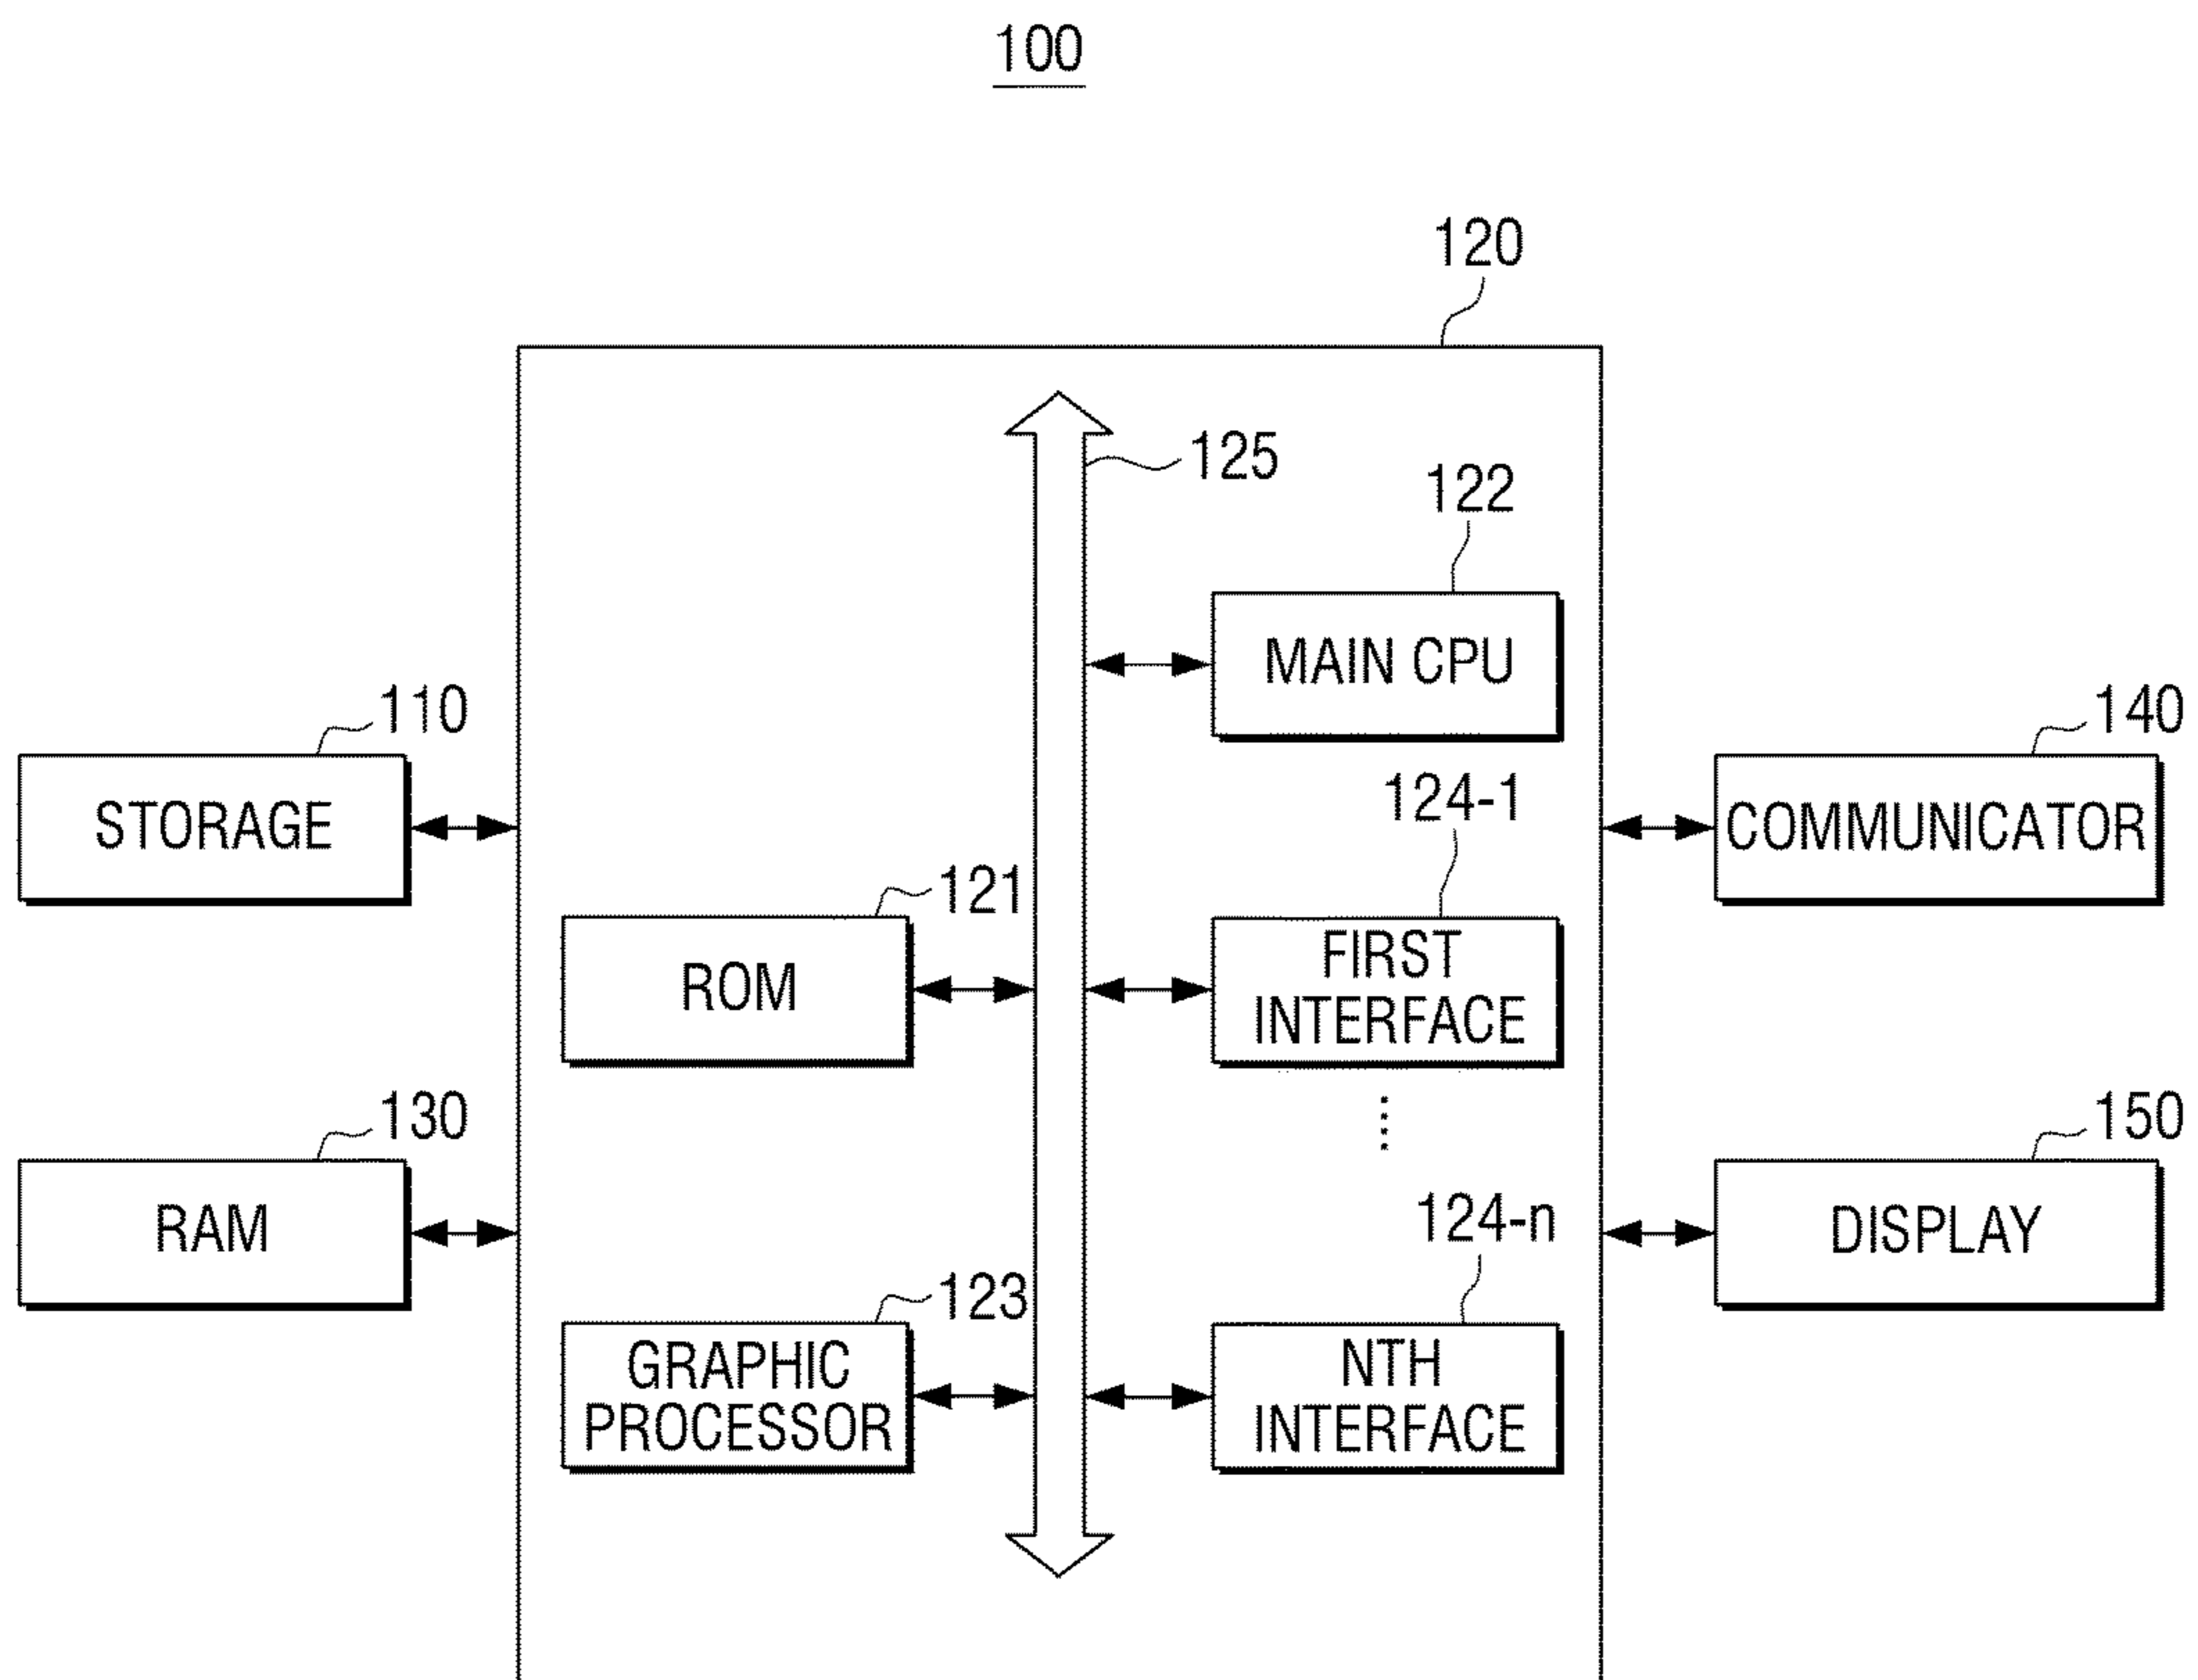 100
120
125
122
MAIN CPU
110
STORAGE
140
COMMUNICATOR
124-1
FIRST
INTERFACE
121
ROM
130
RAM
150
DISPLAY
124-n
NTH
INTERFACE
123
GRAPHIC
PROCESSOR